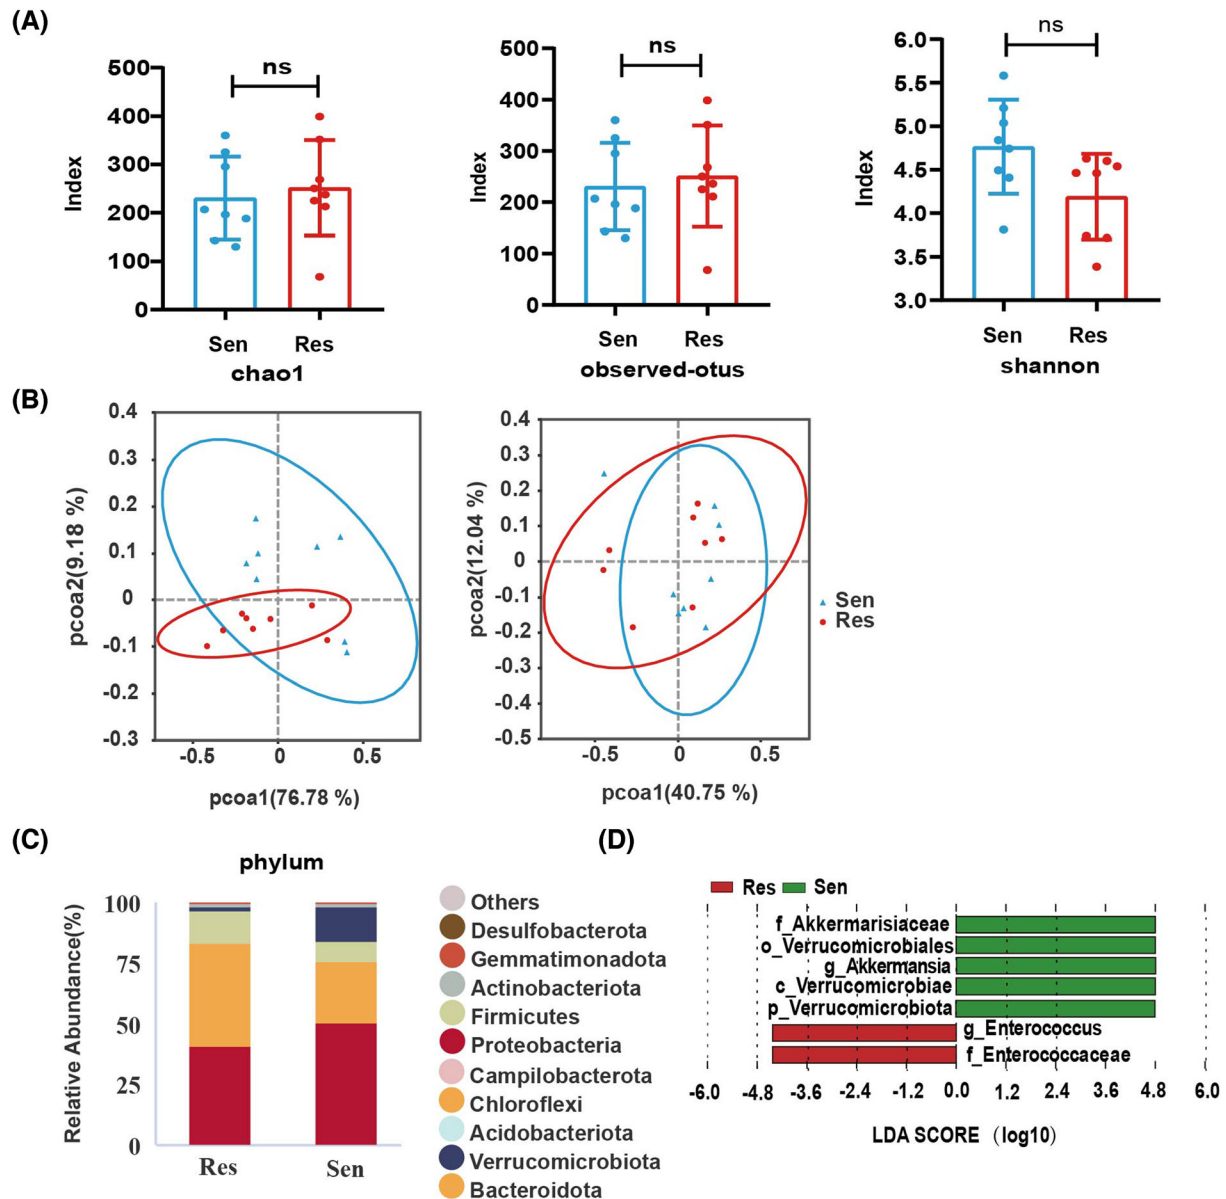 (A)
ns
500
400
300
200
100
0
Index
Sen Res
chao1
ns
500
400
300
200
100
0
Index
Sen Res
observed-otus
ns
6.0
5.5
5.0
4.5
4.0
3.5
3.0
Index
Sen Res
shannon
(B)
0.4
0.3
0.2
0.1
0
-0.1
-0.2
-0.3
pcoa2(9.18 %)
-0.5 0 0.5
pcoa1(76.78 %)
0.4
0.3
0.2
0.1
0
-0.1
-0.2
-0.3
-0.4
-0.5
pcoa2(12.04 %)
-0.5 0 0.5
pcoa1(40.75 %)
Sen
Res
(C)
phylum
100
75
50
25
0
Relative Abundance(%)
Res Sen
Others
Desulfobacterota
Gemmatimonadota
Actinobacteriota
Firmicutes
Proteobacteria
Campilobacterota
Chloroflexi
Acidobacteriota
Verrucomicrobiota
Bacteroidota
(D)
Res Sen
f_Akkermarisiaceae
o_Verrucomicrobiales
g_Akkermansia
c_Verrucomicrobiae
p_Verrucomicrobiota
g_Enterococcus
f_Enterococcaceae
-6.0 -4.8 -3.6 -2.4 -1.2 0.0 1.2 2.4 3.6 4.8 6.0
LDA SCORE (log10)